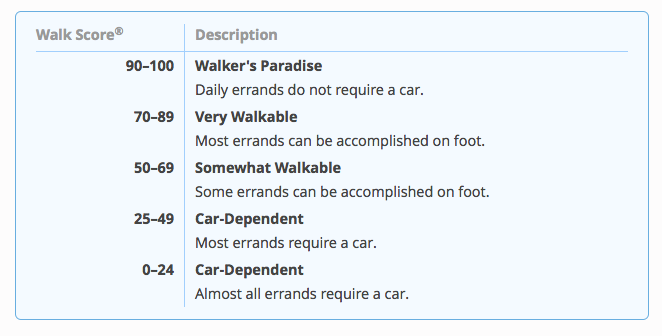 Walk Score® Description
90–100 Walker's Paradise
Daily errands do not require a car.
70–89 Very Walkable
Most errands can be accomplished on foot.
50–69 Somewhat Walkable
Some errands can be accomplished on foot.
25–49 Car-Dependent
Most errands require a car.
0–24 Car-Dependent
Almost all errands require a car.